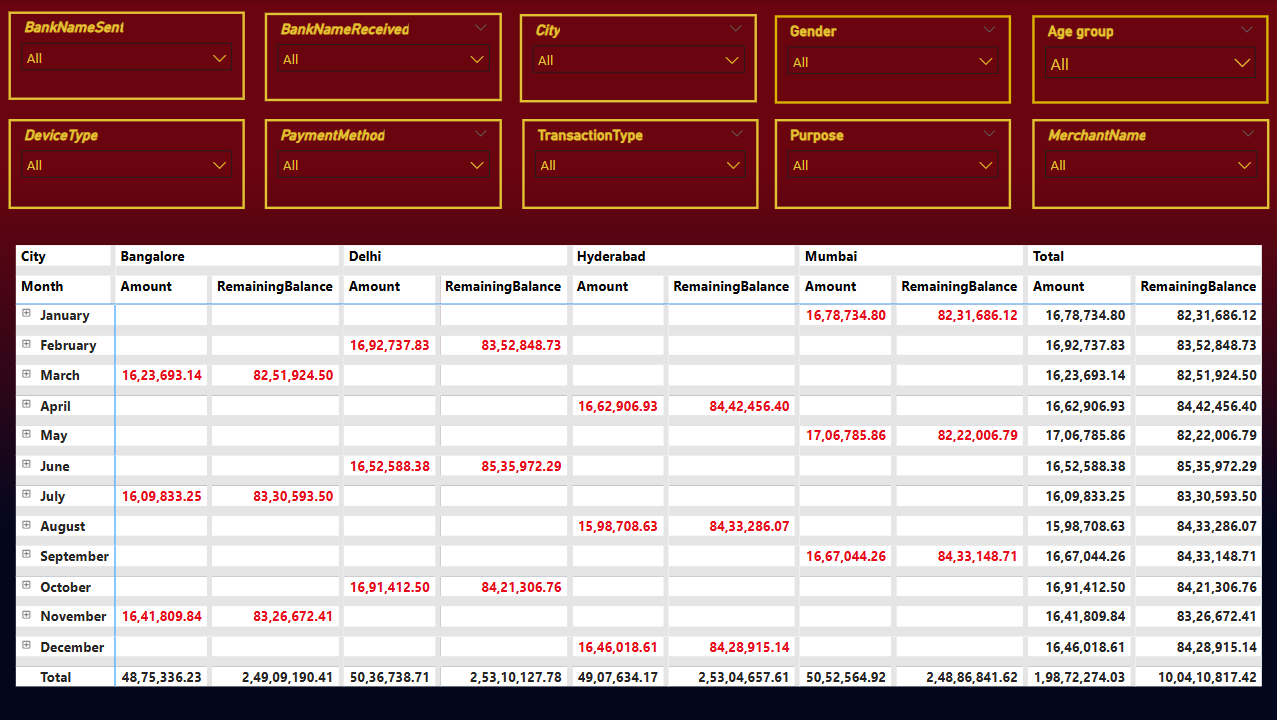 BankNameSent BankNameReceived City Gender Age group
All All All All All
DeviceType PaymentMethod TransactionType Purpose MerchantName
All All All All All
City Bangalore Delhi Hyderabad Mumbai Total
Month Amount RemainingBalance Amount RemainingBalance Amount RemainingBalance Amount RemainingBalance Amount RemainingBalance
January 16,78,734.80 82,31,686.12 16,78,734.80 82,31,686.12
February 16,92,737.83 83,52,848.73 16,92,737.83 83,52,848.73
March 16,23,693.14 82,51,924.50 16,23,693.14 82,51,924.50
April 16,62,906.93 84,42,456.40 16,62,906.93 84,42,456.40
May 17,06,785.86 82,22,006.79 17,06,785.86 82,22,006.79
June 16,52,588.38 85,35,972.29 16,52,588.38 85,35,972.29
July 16,09,833.25 83,30,593.50 16,09,833.25 83,30,593.50
August 15,98,708.63 84,33,286.07 15,98,708.63 84,33,286.07
September 16,67,044.26 84,33,148.71 16,67,044.26 84,33,148.71
October 16,91,412.50 84,21,306.76 16,91,412.50 84,21,306.76
November 16,41,809.84 83,26,672.41 16,41,809.84 83,26,672.41
December 16,46,018.61 84,28,915.14 16,46,018.61 84,28,915.14
Total 48,75,336.23 2,49,09,190.41 50,36,738.71 2,53,10,127.78 49,07,634.17 2,53,04,657.61 50,52,564.92 2,48,86,841.62 1,98,72,274.03 10,04,10,817.42